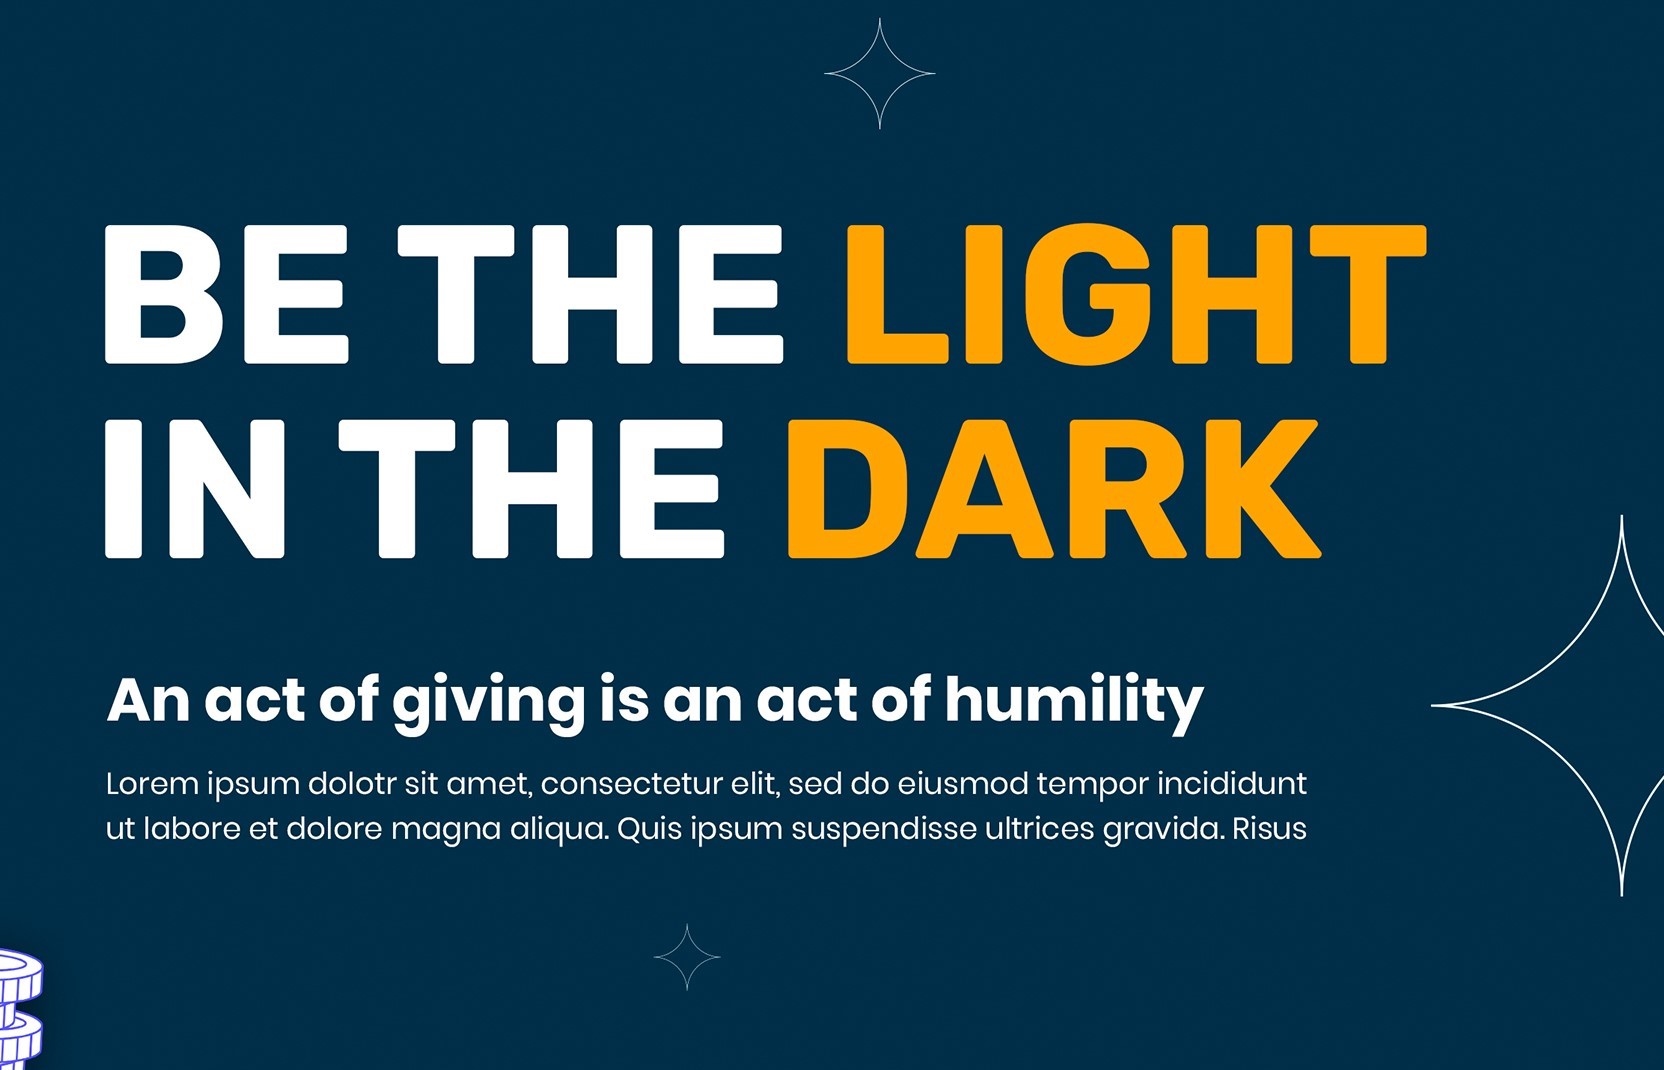 BE THE LIGHT
IN THE DARK
An act of giving is an act of humility
Lorem ipsum dolotr sit amet, consectetur elit, sed do eiusmod tempor incididunt
ut labore et dolore magna aliqua. Quis ipsum suspendisse ultrices gravida. Risus